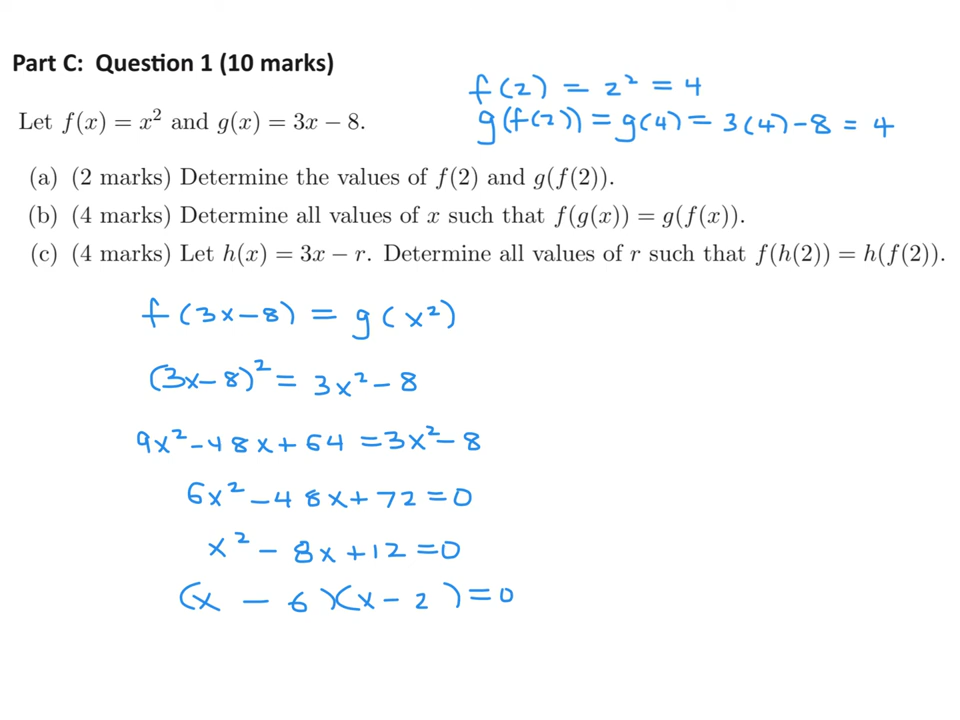 Part C: Question 1 (10 marks)
f(2) = 2² = 4
Let f(x) = x² and g(x) = 3x − 8.
g(f(2)) = g(4) = 3(4) − 8 = 4
(a) (2 marks) Determine the values of f(2) and g(f(2)).
(b) (4 marks) Determine all values of x such that f(g(x)) = g(f(x)).
(c) (4 marks) Let h(x) = 3x − r. Determine all values of r such that f(h(2)) = h(f(2)).
f(3x−8) = g(x²)
(3x−8)² = 3x² − 8
9x² − 48x + 64 = 3x² − 8
6x² − 48x + 72 = 0
x² − 8x + 12 = 0
(x − 6)(x − 2) = 0